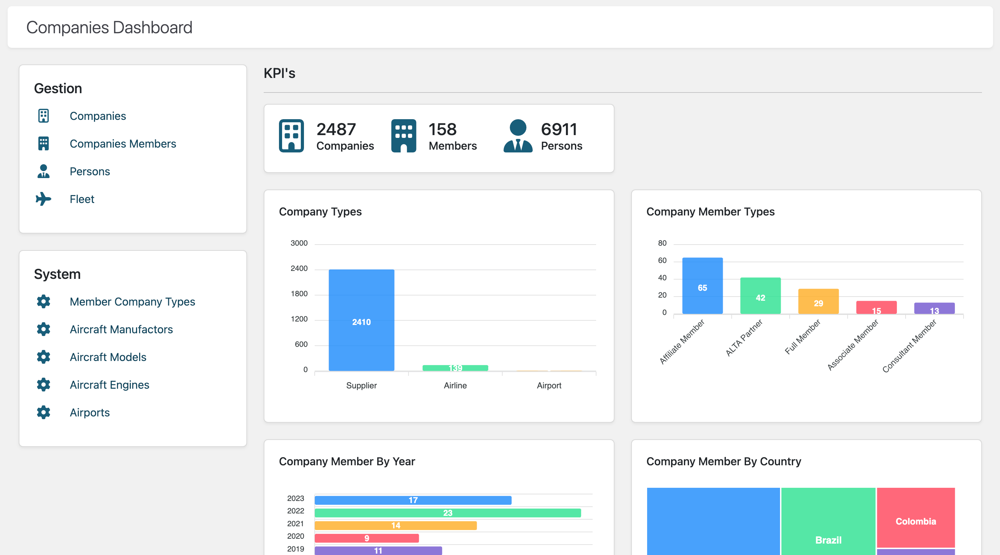 Companies Dashboard
Gestion
Companies
Companies Members
Persons
Fleet
System
Member Company Types
Aircraft Manufactors
Aircraft Models
Aircraft Engines
Airports
KPI's
2487
Companies
158
Members
6911
Persons
Company Types
3000
2400
1800
1200
600
0
2410
139
Supplier
Airline
Airport
Company Member Types
80
60
40
20
0
65
42
29
15
13
Affiliate Member
ALTA Partner
Full Member
Associate Member
Consultant Member
Company Member By Year
2023
17
2022
23
2021
14
2020
9
2019
11
Company Member By Country
Brazil
Colombia